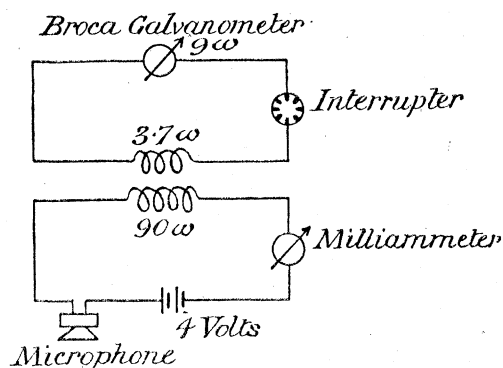 Broca Galvanometer
9ω
Interrupter
3·7ω
90ω
Milliammeter
4 Volts
Microphone